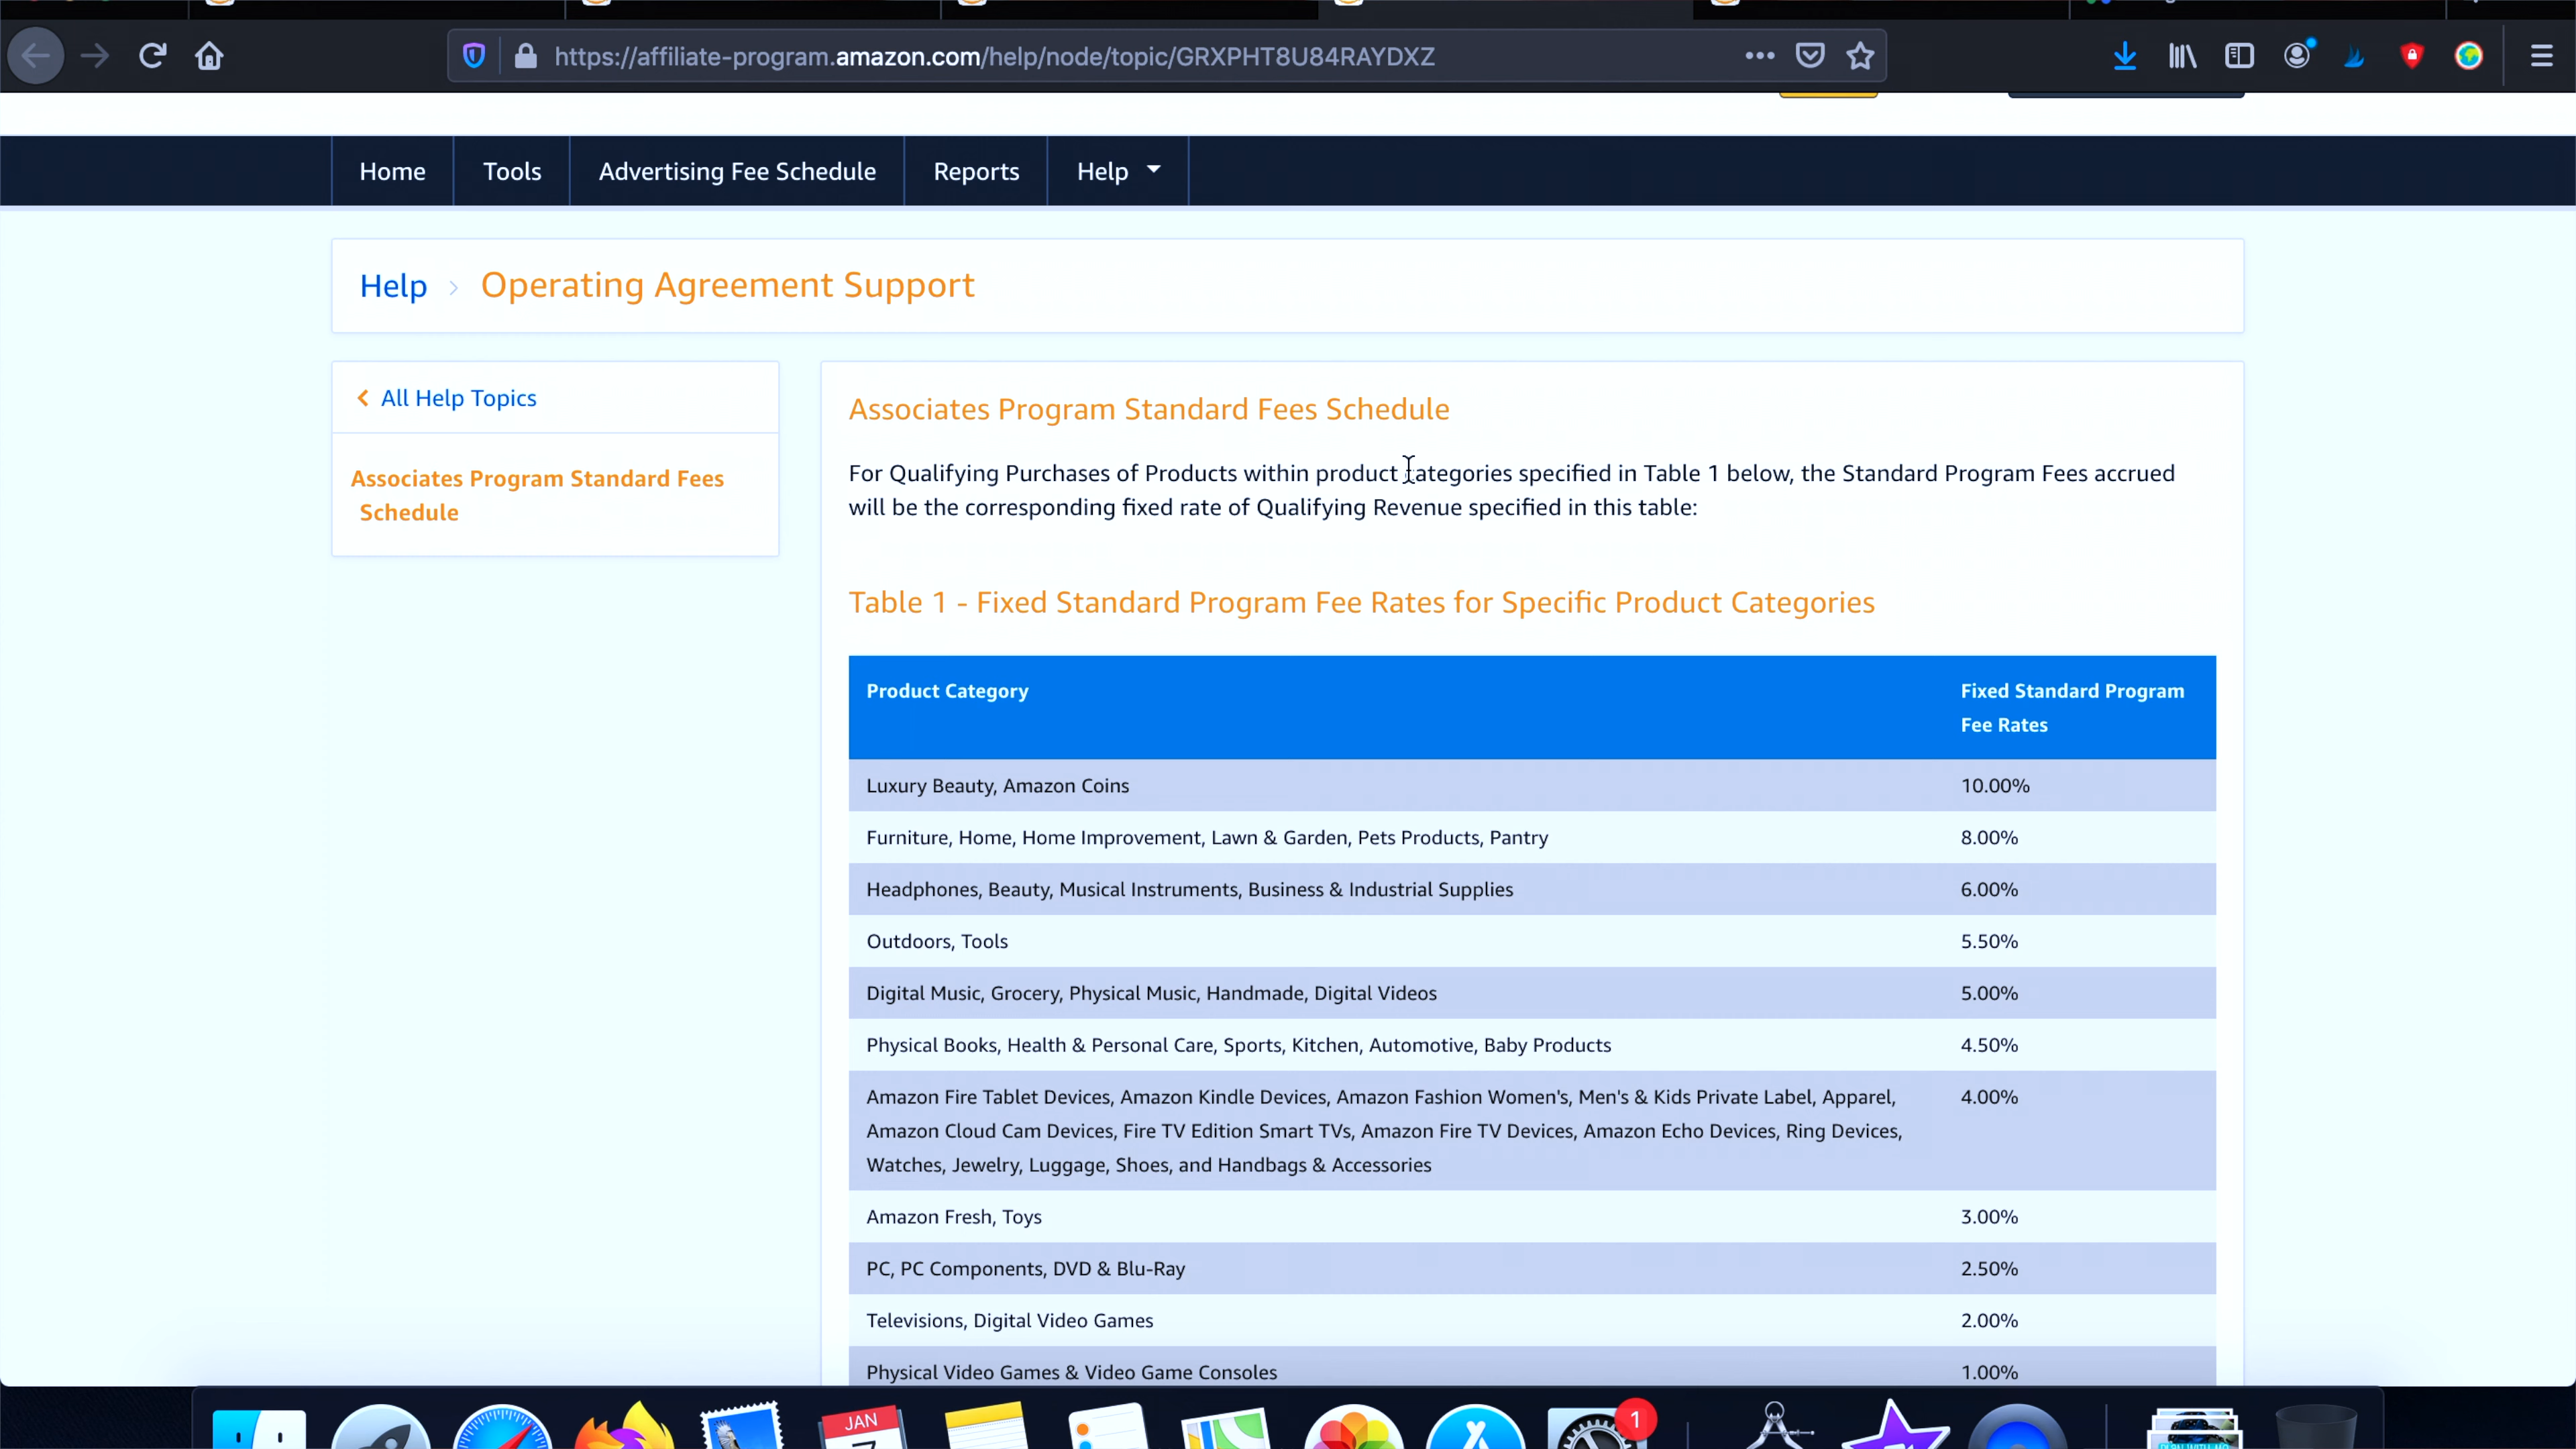 https://affiliate-program.amazon.com/help/node/topic/GRXPHT8U84RAYDXZ
Home
Tools
Advertising Fee Schedule
Reports
Help
Help
Operating Agreement Support
All Help Topics
Associates Program Standard Fees
Schedule
Associates Program Standard Fees Schedule
For Qualifying Purchases of Products within product categories specified in Table 1 below, the Standard Program Fees accrued
will be the corresponding fixed rate of Qualifying Revenue specified in this table:
Table 1 - Fixed Standard Program Fee Rates for Specific Product Categories
Product Category
Fixed Standard Program
Fee Rates
Luxury Beauty, Amazon Coins
10.00%
Furniture, Home, Home Improvement, Lawn & Garden, Pets Products, Pantry
8.00%
Headphones, Beauty, Musical Instruments, Business & Industrial Supplies
6.00%
Outdoors, Tools
5.50%
Digital Music, Grocery, Physical Music, Handmade, Digital Videos
5.00%
Physical Books, Health & Personal Care, Sports, Kitchen, Automotive, Baby Products
4.50%
Amazon Fire Tablet Devices, Amazon Kindle Devices, Amazon Fashion Women's, Men's & Kids Private Label, Apparel,
Amazon Cloud Cam Devices, Fire TV Edition Smart TVs, Amazon Fire TV Devices, Amazon Echo Devices, Ring Devices,
Watches, Jewelry, Luggage, Shoes, and Handbags & Accessories
4.00%
Amazon Fresh, Toys
3.00%
PC, PC Components, DVD & Blu-Ray
2.50%
Televisions, Digital Video Games
2.00%
Physical Video Games & Video Game Consoles
1.00%
JAN
7
1